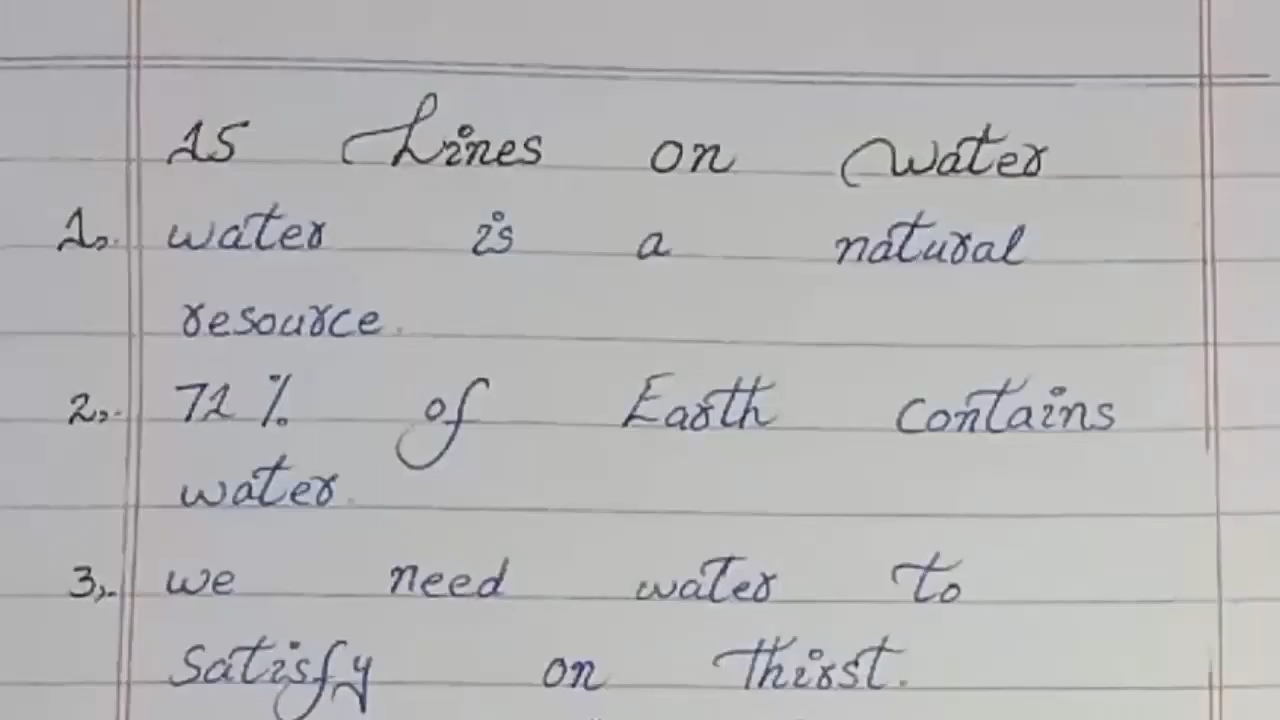 15 Lines on Water
1. water is a natural
resource.
2. 71% of Earth contains
water.
3. we need water to
satisfy on thirst.